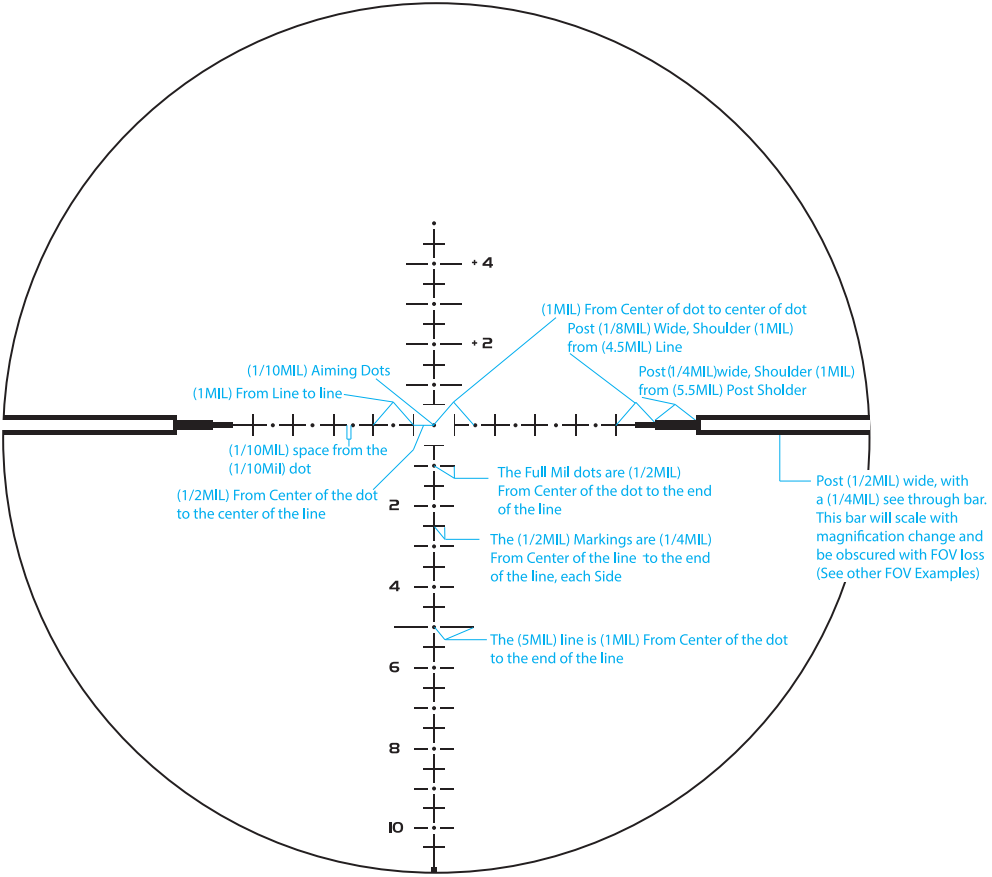 + 4
(1MIL) From Center of dot to center of dot
Post (1/8MIL) Wide, Shoulder (1MIL)
from (4.5MIL) Line
+ 2
(1/10MIL) Aiming Dots
Post(1/4MIL)wide, Shoulder (1MIL)
from (5.5MIL) Post Sholder
(1MIL) From Line to line
(1/10MIL) space from the
(1/10Mil) dot
(1/2MIL) From Center of the dot
to the center of the line
The Full Mil dots are (1/2MIL)
From Center of the dot to the end
of the line
Post (1/2MIL) wide, with
a (1/4MIL) see through bar.
This bar will scale with
magnification change and
be obscured with FOV loss
(See other FOV Examples)
2
The (1/2MIL) Markings are (1/4MIL)
From Center of the line to the end
of the line, each Side
4
The (5MIL) line is (1MIL) From Center of the dot
to the end of the line
6
8
10